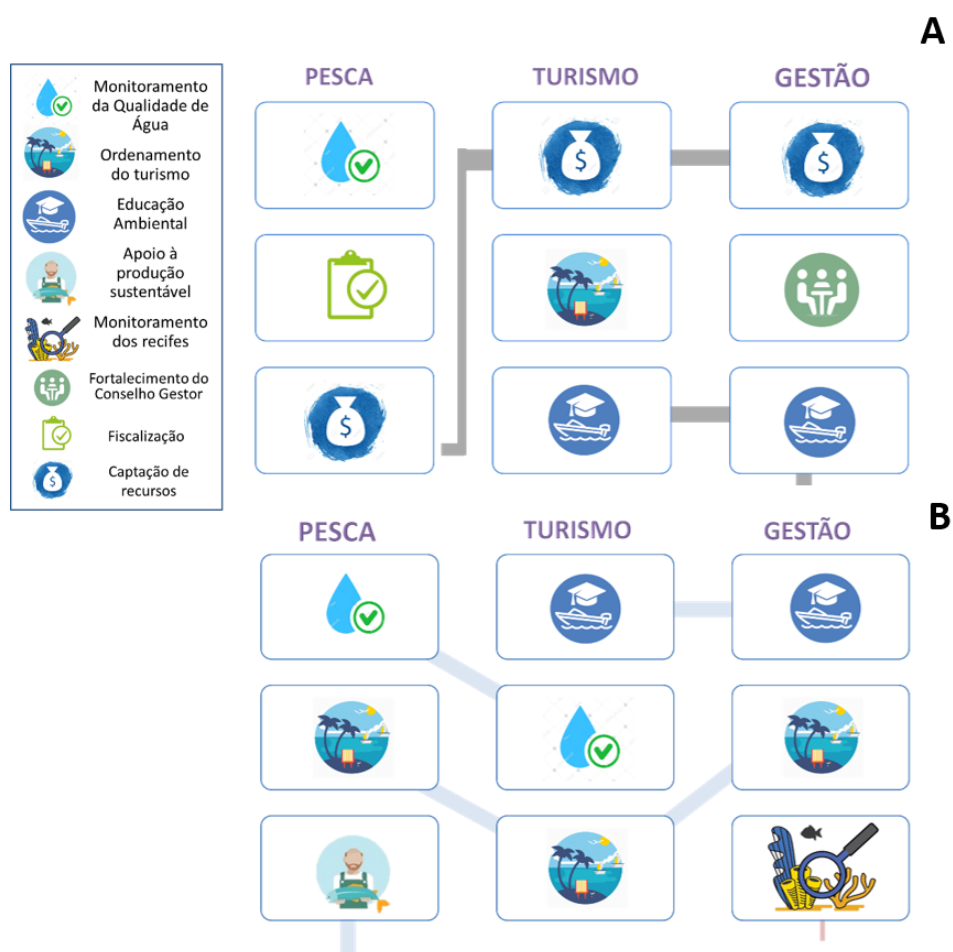 A
PESCA
TURISMO
GESTÃO
Monitoramento
da Qualidade de
Água
Ordenamento
do turismo
Educação
Ambiental
Apoio à
produção
sustentável
Monitoramento
dos recifes
Fortalecimento do
Conselho Gestor
Fiscalização
Captação de
recursos
$
$
$
$
B
PESCA
TURISMO
GESTÃO